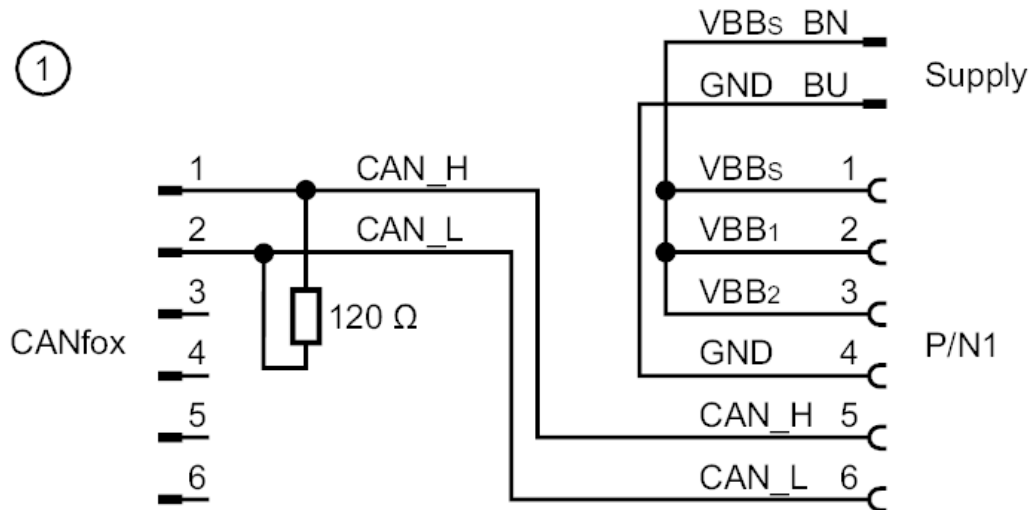 1
VBBS BN
GND BU
Supply
1 CAN_H
2 CAN_L
3
4
5
6
CANfox
120 Ω
VBBS 1
VBB1 2
VBB2 3
GND 4
CAN_H 5
CAN_L 6
P/N1